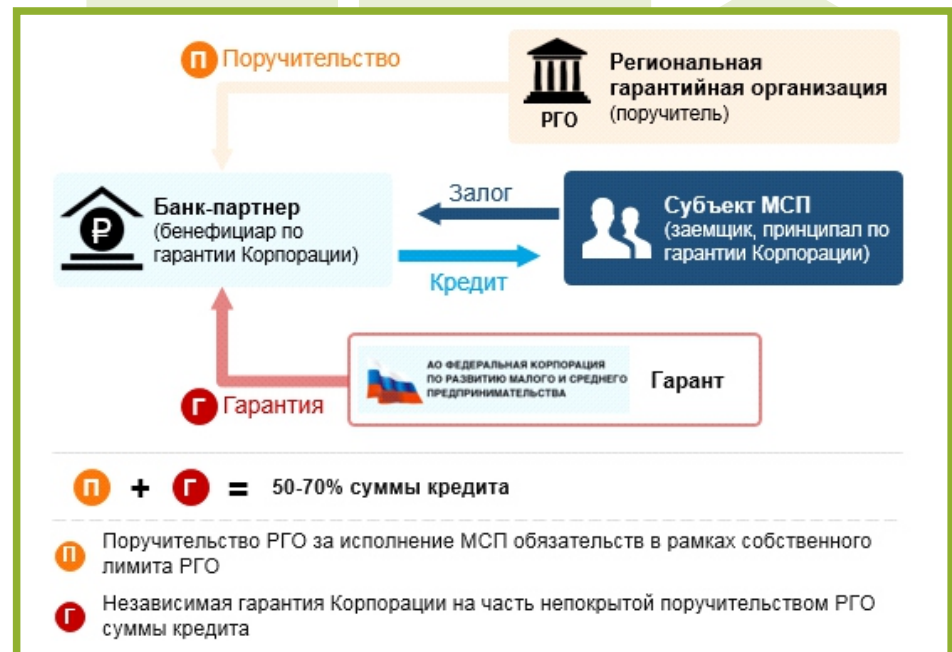 П Поручительство
Региональная
гарантийная организация
(поручитель)
РГО
Банк-партнер
(бенефициар по
гарантии Корпорации)
Залог
Кредит
Субъект МСП
(заемщик, принципал по
гарантии Корпорации)
АО ФЕДЕРАЛЬНАЯ КОРПОРАЦИЯ
ПО РАЗВИТИЮ МАЛОГО И СРЕДНЕГО
ПРЕДПРИНИМАТЕЛЬСТВА
Гарант
Г Гарантия
П + Г = 50-70% суммы кредита
П Поручительство РГО за исполнение МСП обязательств в рамках собственного
лимита РГО
Г Независимая гарантия Корпорации на часть непокрытой поручительством РГО
суммы кредита